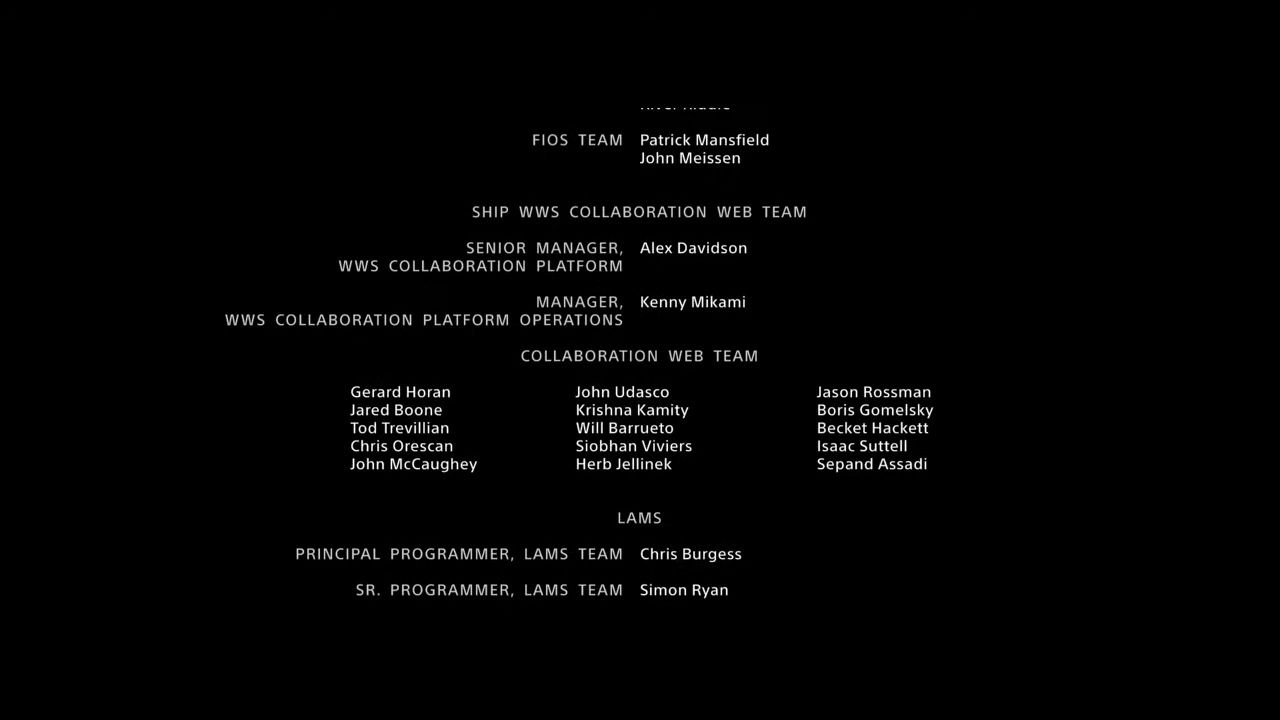 FIOS TEAM Patrick Mansfield
John Meissen
SHIP WWS COLLABORATION WEB TEAM
SENIOR MANAGER, Alex Davidson
WWS COLLABORATION PLATFORM
MANAGER, Kenny Mikami
WWS COLLABORATION PLATFORM OPERATIONS
COLLABORATION WEB TEAM
Gerard Horan John Udasco Jason Rossman
Jared Boone Krishna Kamity Boris Gomelsky
Tod Trevillian Will Barrueto Becket Hackett
Chris Orescan Siobhan Viviers Isaac Suttell
John McCaughey Herb Jellinek Sepand Assadi
LAMS
PRINCIPAL PROGRAMMER, LAMS TEAM Chris Burgess
SR. PROGRAMMER, LAMS TEAM Simon Ryan